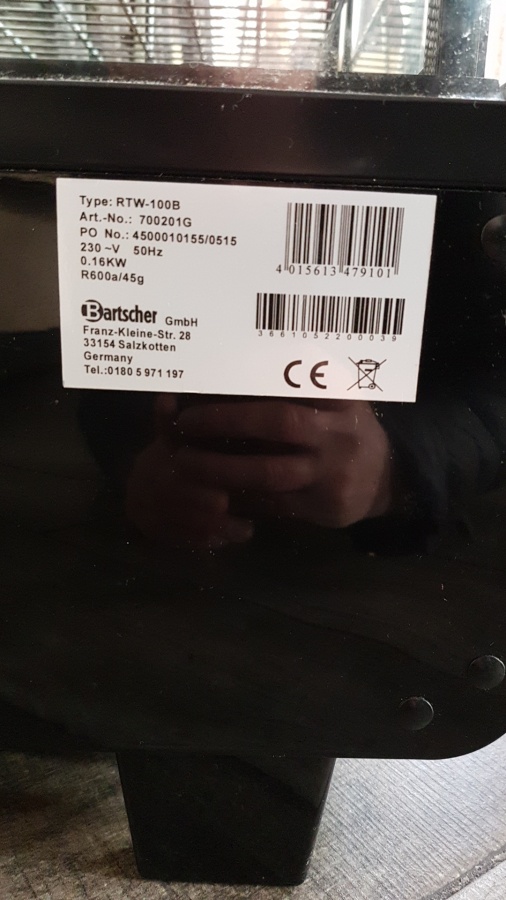 Type: RTW-100B
Art.-No.: 700201G
PO No.: 4500010155/0515
230 ~V 50Hz
0.16KW
R600a/45g
4 015613 479101
Bartscher GmbH
Franz-Kleine-Str. 28
33154 Salzkotten
Germany
Tel.:0180 5 971 197
3661052200039
CE